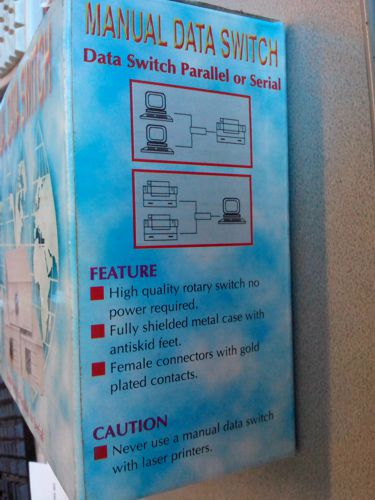 MANUAL DATA SWITCH
Data Switch Parallel or Serial
FEATURE
High quality rotary switch no
power required.
Fully shielded metal case with
antiskid feet.
Female connectors with gold
plated contacts.
CAUTION
Never use a manual data switch
with laser printers.
DATA SWITCH